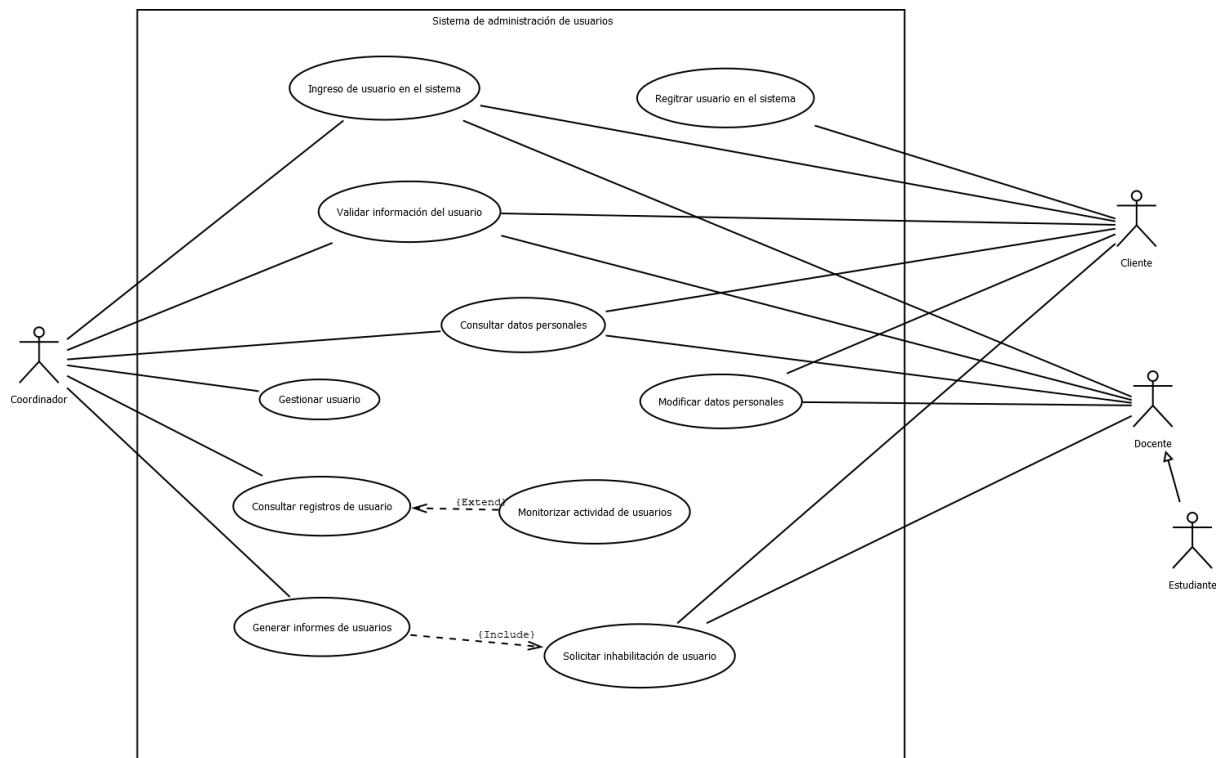 Sistema de administración de usuarios
Ingreso de usuario en el sistema
Regitrar usuario en el sistema
Validar información del usuario
Cliente
Consultar datos personales
Coordinador
Gestionar usuario
Modificar datos personales
Docente
Consultar registros de usuario
{Extend}
Monitorizar actividad de usuarios
Estudiante
Generar informes de usuarios
{Include}
Solicitar inhabilitación de usuario